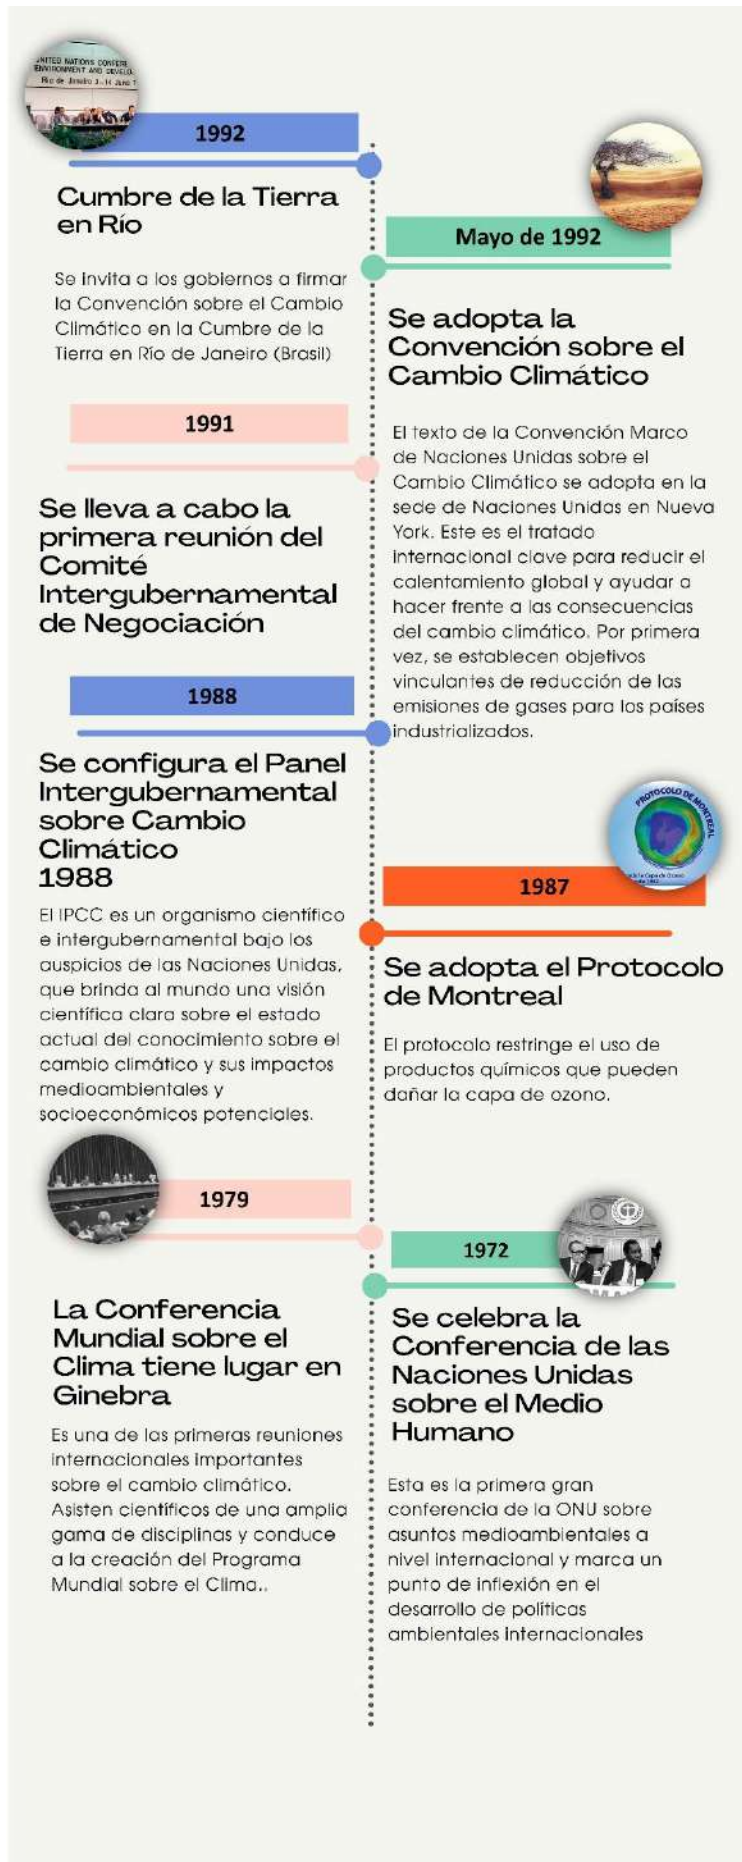 UNITED NATIONS CONFERE
ENVIRONMENT AND DEVELO
Rio de Janeiro 3-14 June 1
1992
Cumbre de la Tierra
en Río
Se invita a los gobiernos a firmar
la Convención sobre el Cambio
Climático en la Cumbre de la
Tierra en Río de Janeiro (Brasil)
Mayo de 1992
Se adopta la
Convención sobre el
Cambio Climático
El texto de la Convención Marco
de Naciones Unidas sobre el
Cambio Climático se adopta en la
sede de Naciones Unidas en Nueva
York. Este es el tratado
internacional clave para reducir el
calentamiento global y ayudar a
hacer frente a las consecuencias
del cambio climático. Por primera
vez, se establecen objetivos
vinculantes de reducción de las
emisiones de gases para los países
industrializados.
1991
Se lleva a cabo la
primera reunión del
Comité
Intergubernamental
de Negociación
1988
Se configura el Panel
Intergubernamental
sobre Cambio
Climático
1988
El IPCC es un organismo científico
e intergubernamental bajo los
auspicios de las Naciones Unidas,
que brinda al mundo una visión
científica clara sobre el estado
actual del conocimiento sobre el
cambio climático y sus impactos
medioambientales y
socioeconómicos potenciales.
PROTOCOLO DE MONTREAL
1987
Se adopta el Protocolo
de Montreal
El protocolo restringe el uso de
productos químicos que pueden
dañar la capa de ozono.
1979
La Conferencia
Mundial sobre el
Clima tiene lugar en
Ginebra
Es una de las primeras reuniones
internacionales importantes
sobre el cambio climático.
Asisten científicos de una amplia
gama de disciplinas y conduce
a la creación del Programa
Mundial sobre el Clima..
1972
Se celebra la
Conferencia de las
Naciones Unidas
sobre el Medio
Humano
Esta es la primera gran
conferencia de la ONU sobre
asuntos medioambientales a
nivel internacional y marca un
punto de inflexión en el
desarrollo de políticas
ambientales internacionales